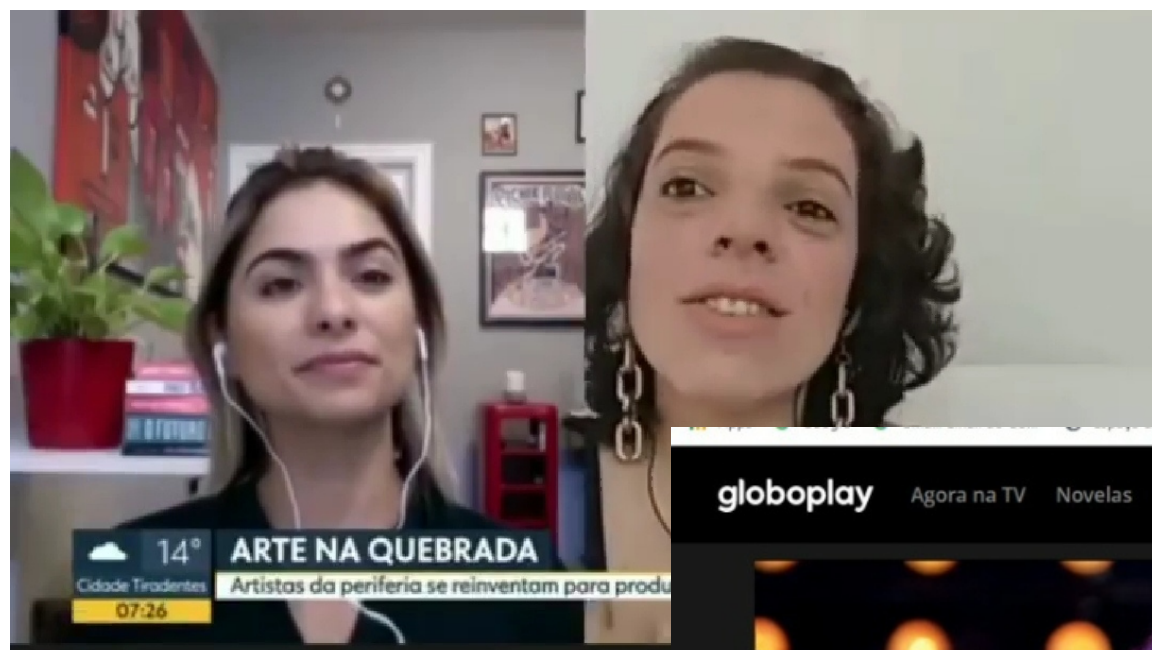 O FUTURO
14°
ARTE NA QUEBRADA
Cidade Tiradentes
Artistas da periferia se reinventam para produ
07:26
globoplay
Agora na TV
Novelas